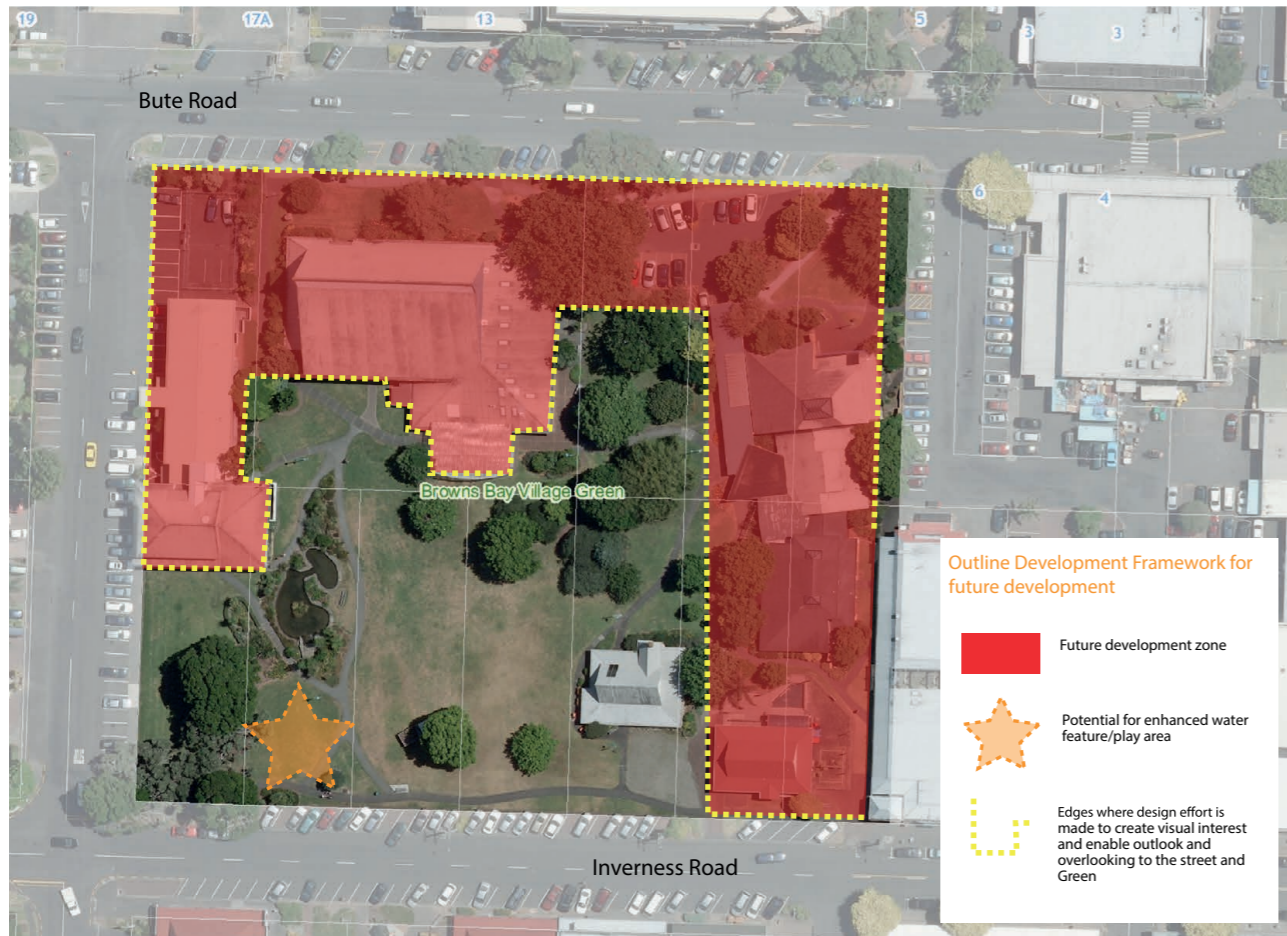 19
17A
13
5
3
3
Bute Road
6
4
Browns Bay Village Green
Outline Development Framework for
future development
Future development zone
Potential for enhanced water
feature/play area
Edges where design effort is
made to create visual interest
and enable outlook and
overlooking to the street and
Green
Inverness Road